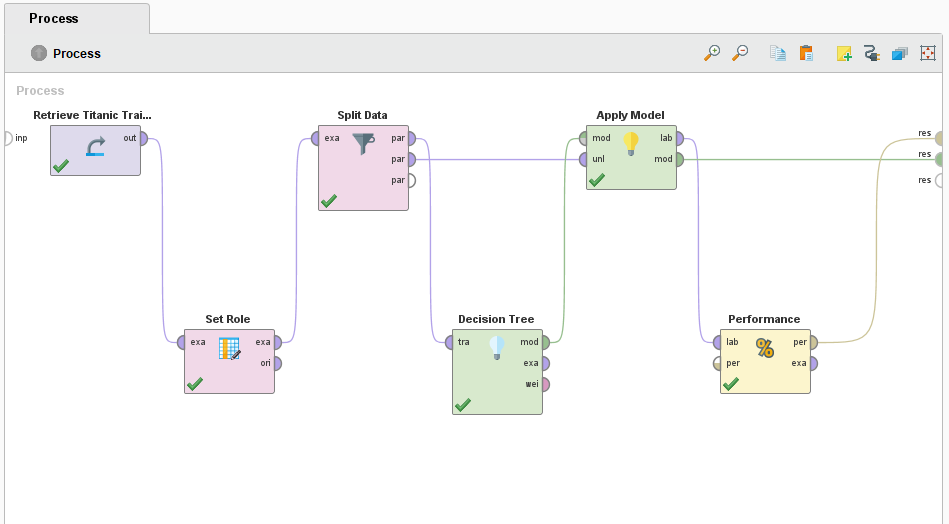 Process
Process
Process
inp
Retrieve Titanic Trai...
out
Split Data
exa
par
par
par
Apply Model
mod
lab
unl
mod
res
res
res
Set Role
exa
exa
ori
Decision Tree
tra
mod
exa
wei
Performance
%
lab
per
per
exa